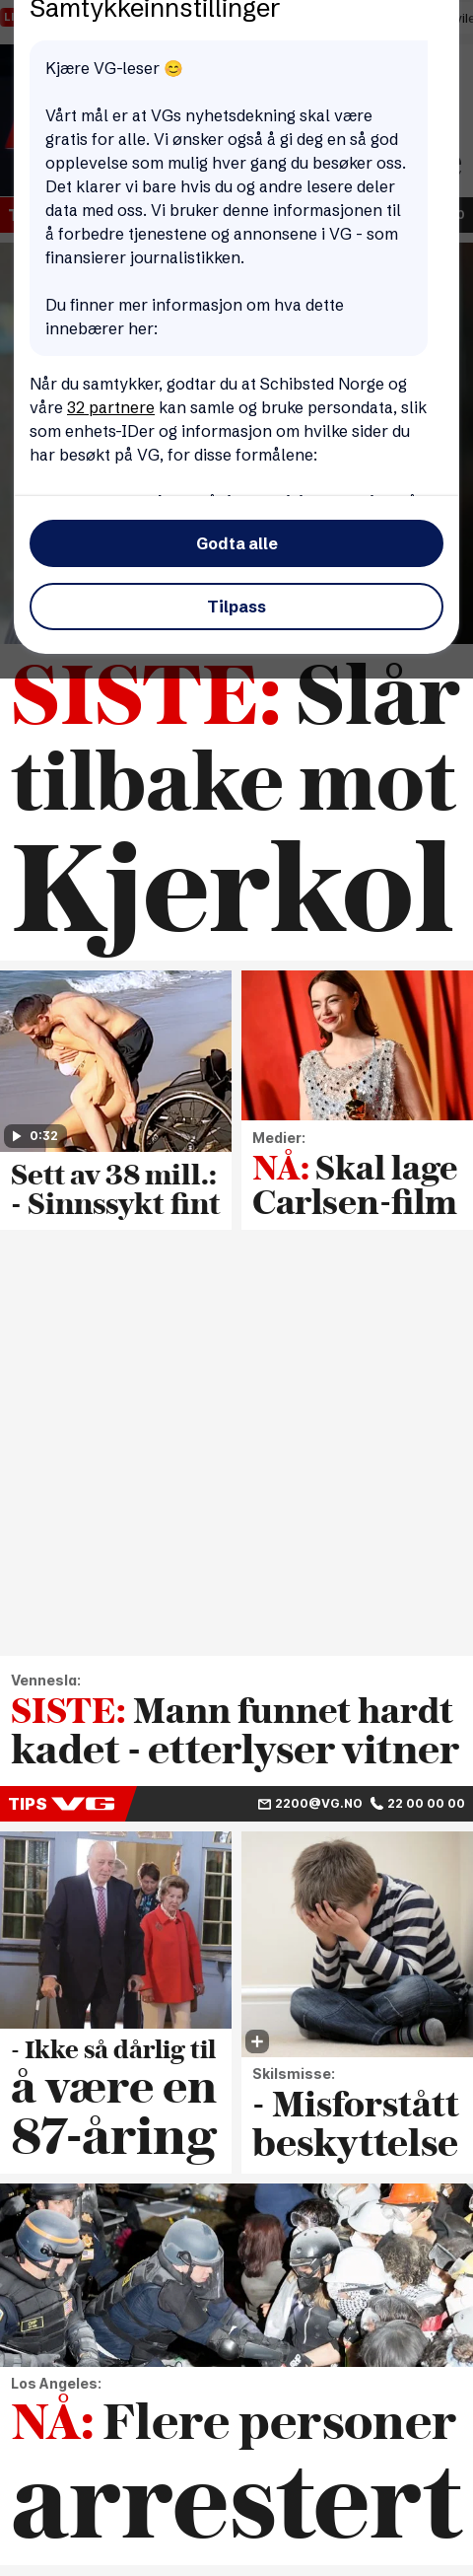 Samtykkeinnstillinger
Kjære VG-leser 😊
Vårt mål er at VGs nyhetsdekning skal være
gratis for alle. Vi ønsker også å gi deg en så god
opplevelse som mulig hver gang du besøker oss.
Det klarer vi bare hvis du og andre lesere deler
data med oss. Vi bruker denne informasjonen til
å forbedre tjenestene og annonsene i VG - som
finansierer journalistikken.
Du finner mer informasjon om hva dette
innebærer her:
Når du samtykker, godtar du at Schibsted Norge og
våre 32 partnere kan samle og bruke persondata, slik
som enhets-IDer og informasjon om hvilke sider du
har besøkt på VG, for disse formålene:
Godta alle
Tilpass
SISTE: Slår
tilbake mot
Kjerkol
0:32
Sett av 38 mill.:
- Sinnssykt fint
Medier:
NÅ: Skal lage
Carlsen-film
Vennesla:
SISTE: Mann funnet hardt
kadet - etterlyser vitner
TIPS VG 2200@VG.NO 22 00 00 00
- Ikke så dårlig til
å være en
87-åring
Skilsmisse:
- Misforstått
beskyttelse
Los Angeles:
NÅ: Flere personer
arrestert